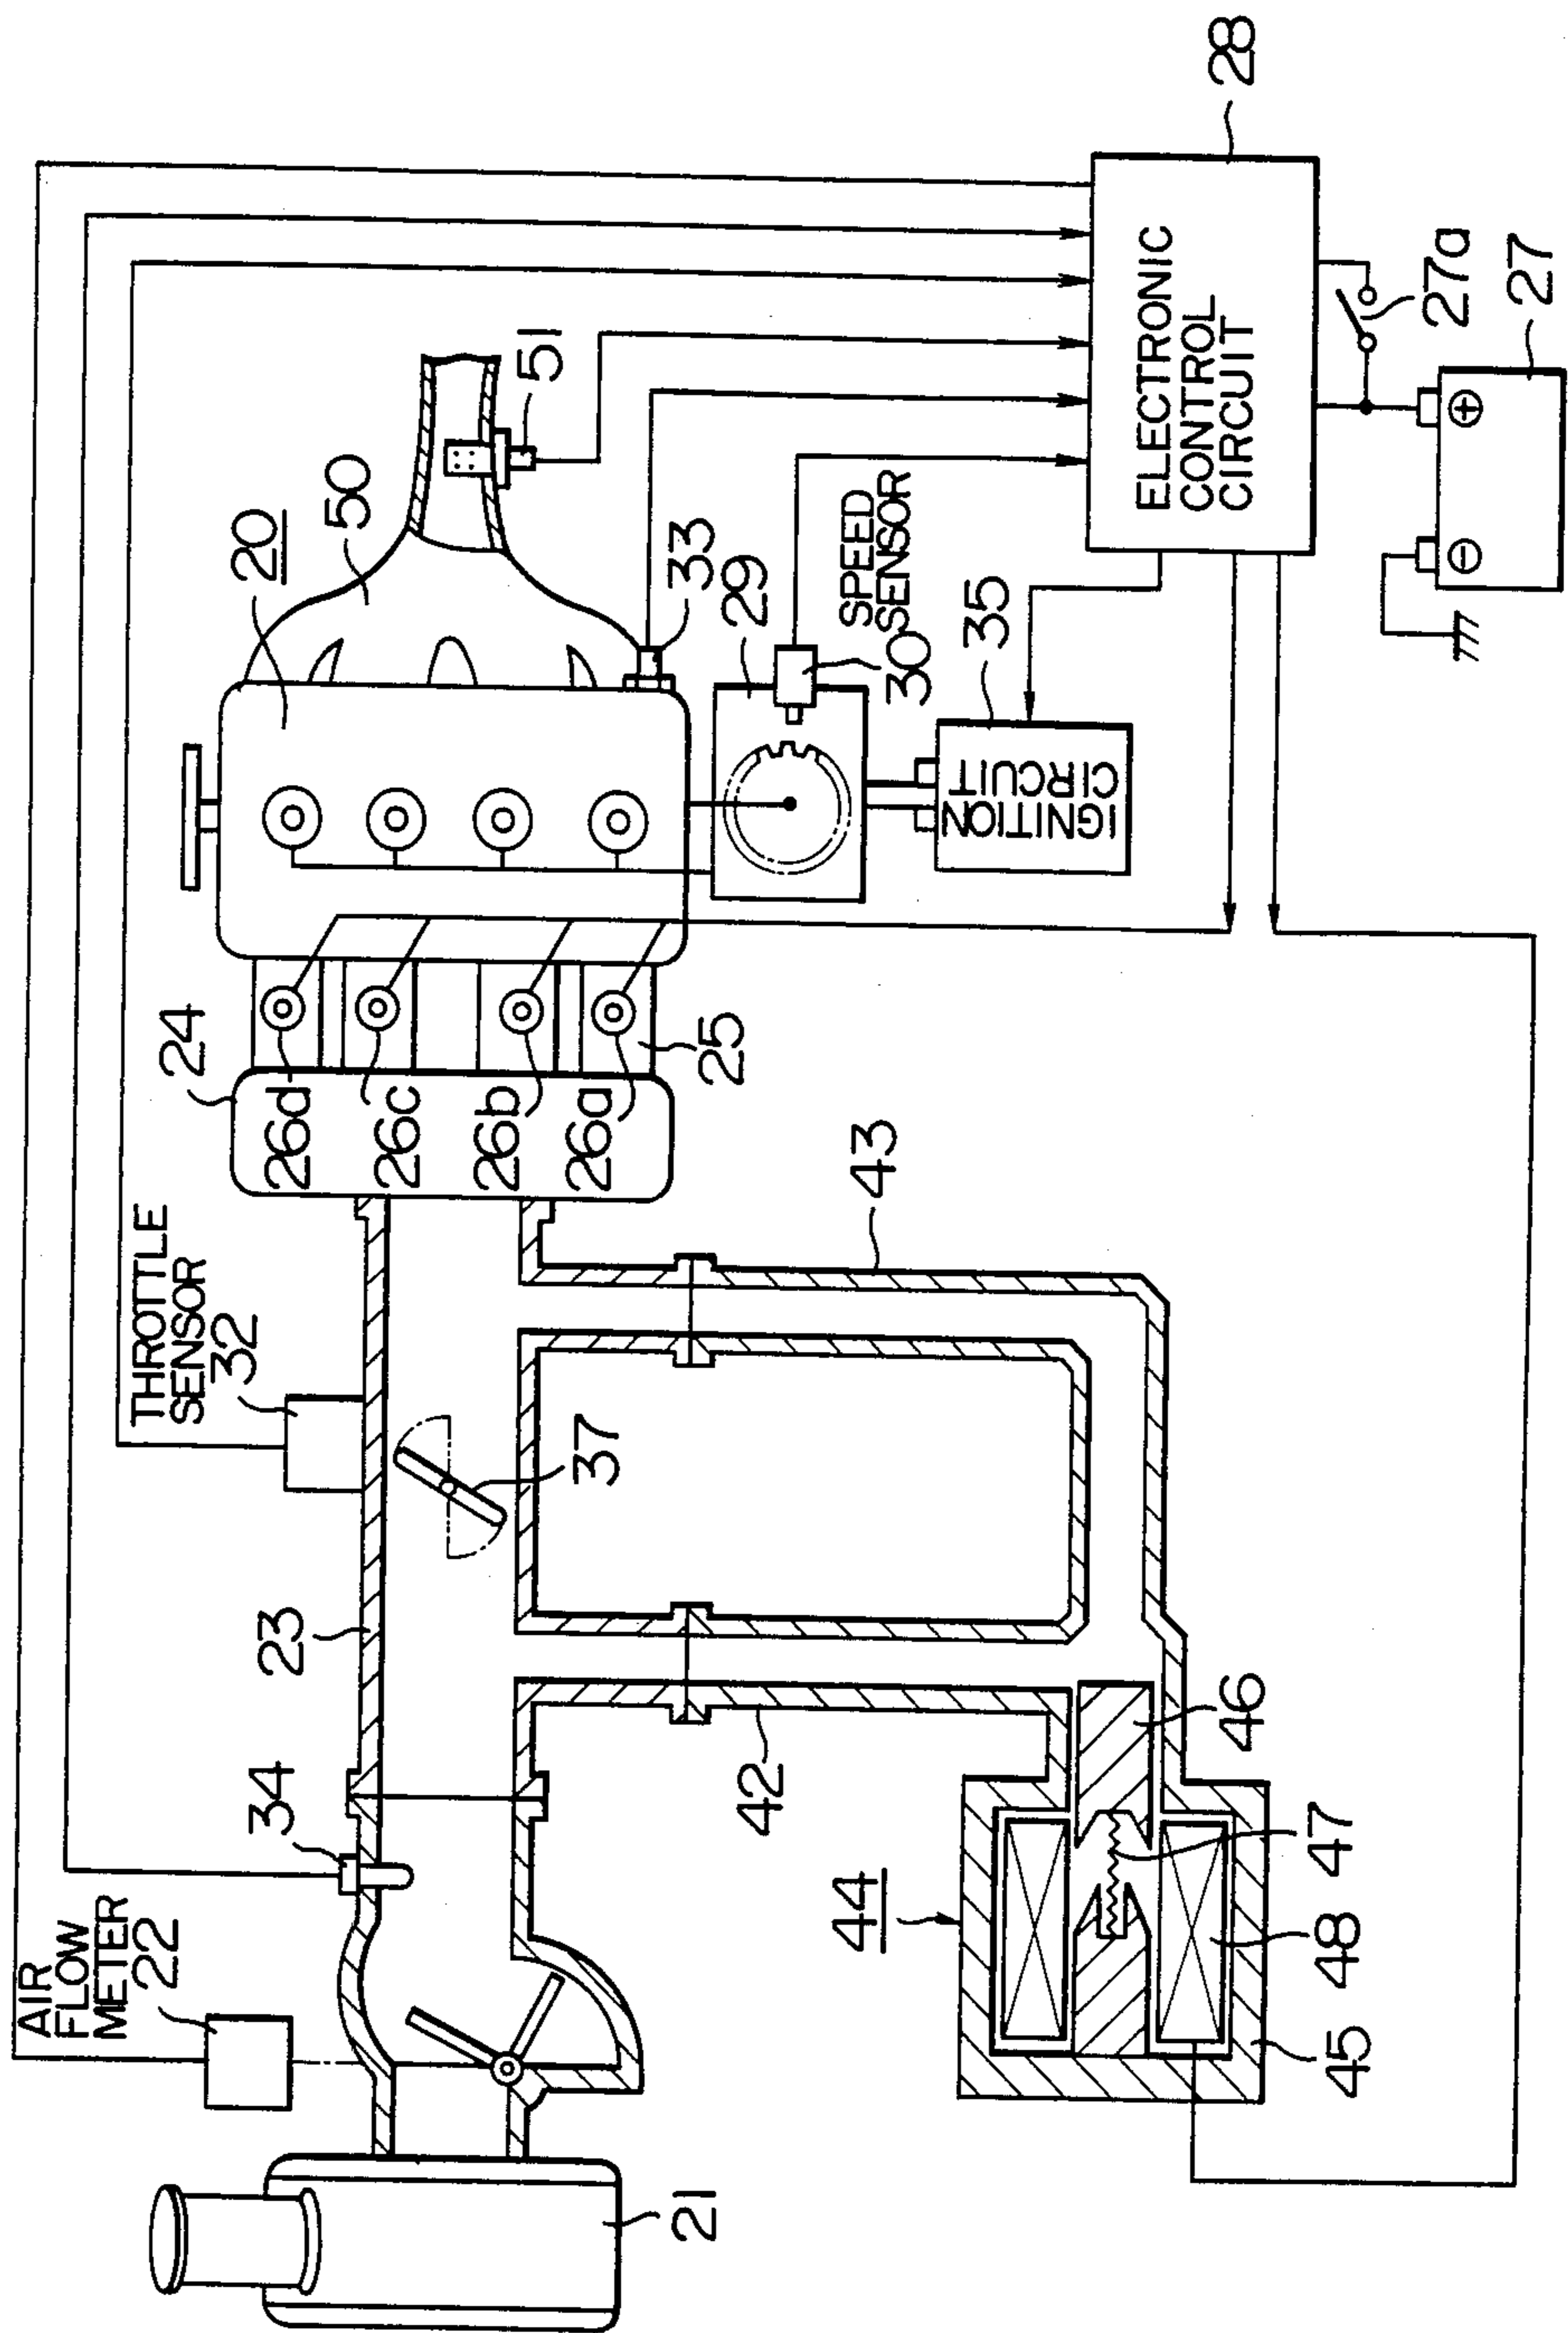 AIR
FLOW
METER
22
34
23
THROTTLE
SENSOR
32
24
20
50
51
28
21
37
26d
26c
26b
26a
25
29
33
SPEED
SENSOR
30
35
IGNITION
CIRCUIT
ELECTRONIC
CONTROL
CIRCUIT
27a
27
+
-
44
42
43
46
47
48
45